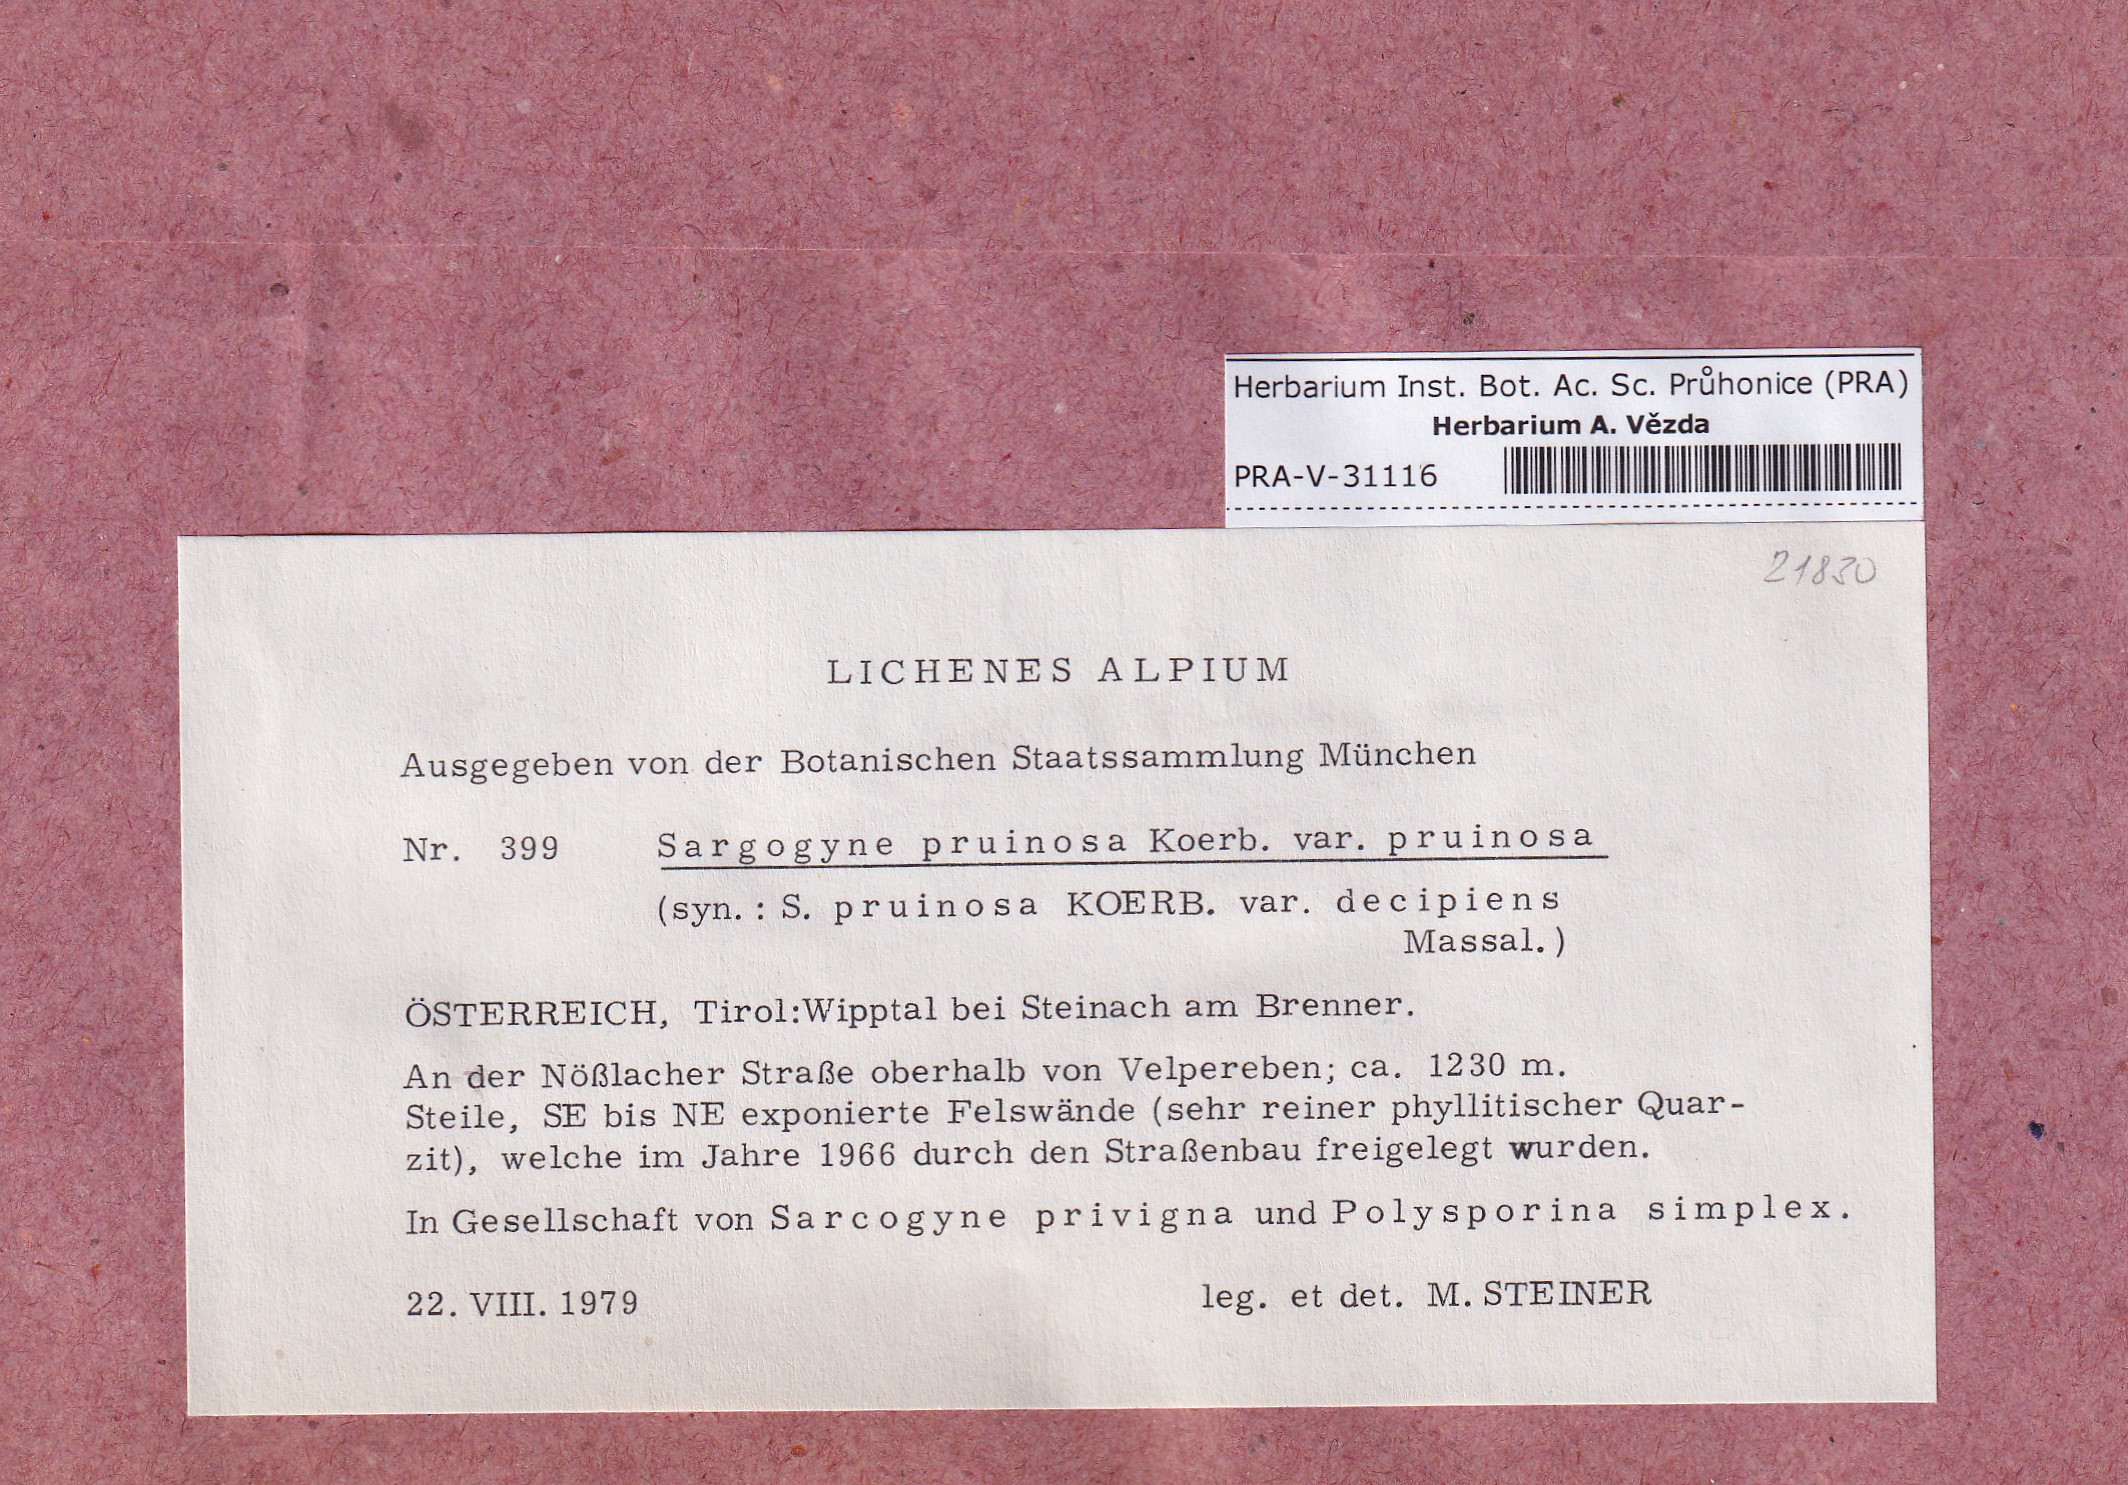 Herbarium Inst. Bot. Ac. Sc. Průhonice (PRA)
Herbarium A. Vězda
PRA-V-31116
21830
LICHENES ALPIUM
Ausgegeben von der Botanischen Staatssammlung München
Nr. 399 Sargogyne pruinosa Koerb. var. pruinosa
(syn.: S. pruinosa KOERB. var. decipiens
Massal.)
ÖSTERREICH, Tirol:Wipptal bei Steinach am Brenner.
An der Nößlacher Straße oberhalb von Velpereben; ca. 1230 m.
Steile, SE bis NE exponierte Felswände (sehr reiner phyllitischer Quar-
zit), welche im Jahre 1966 durch den Straßenbau freigelegt wurden.
In Gesellschaft von Sarcogyne privigna und Polysporina simplex.
22. VIII. 1979 leg. et det. M. STEINER